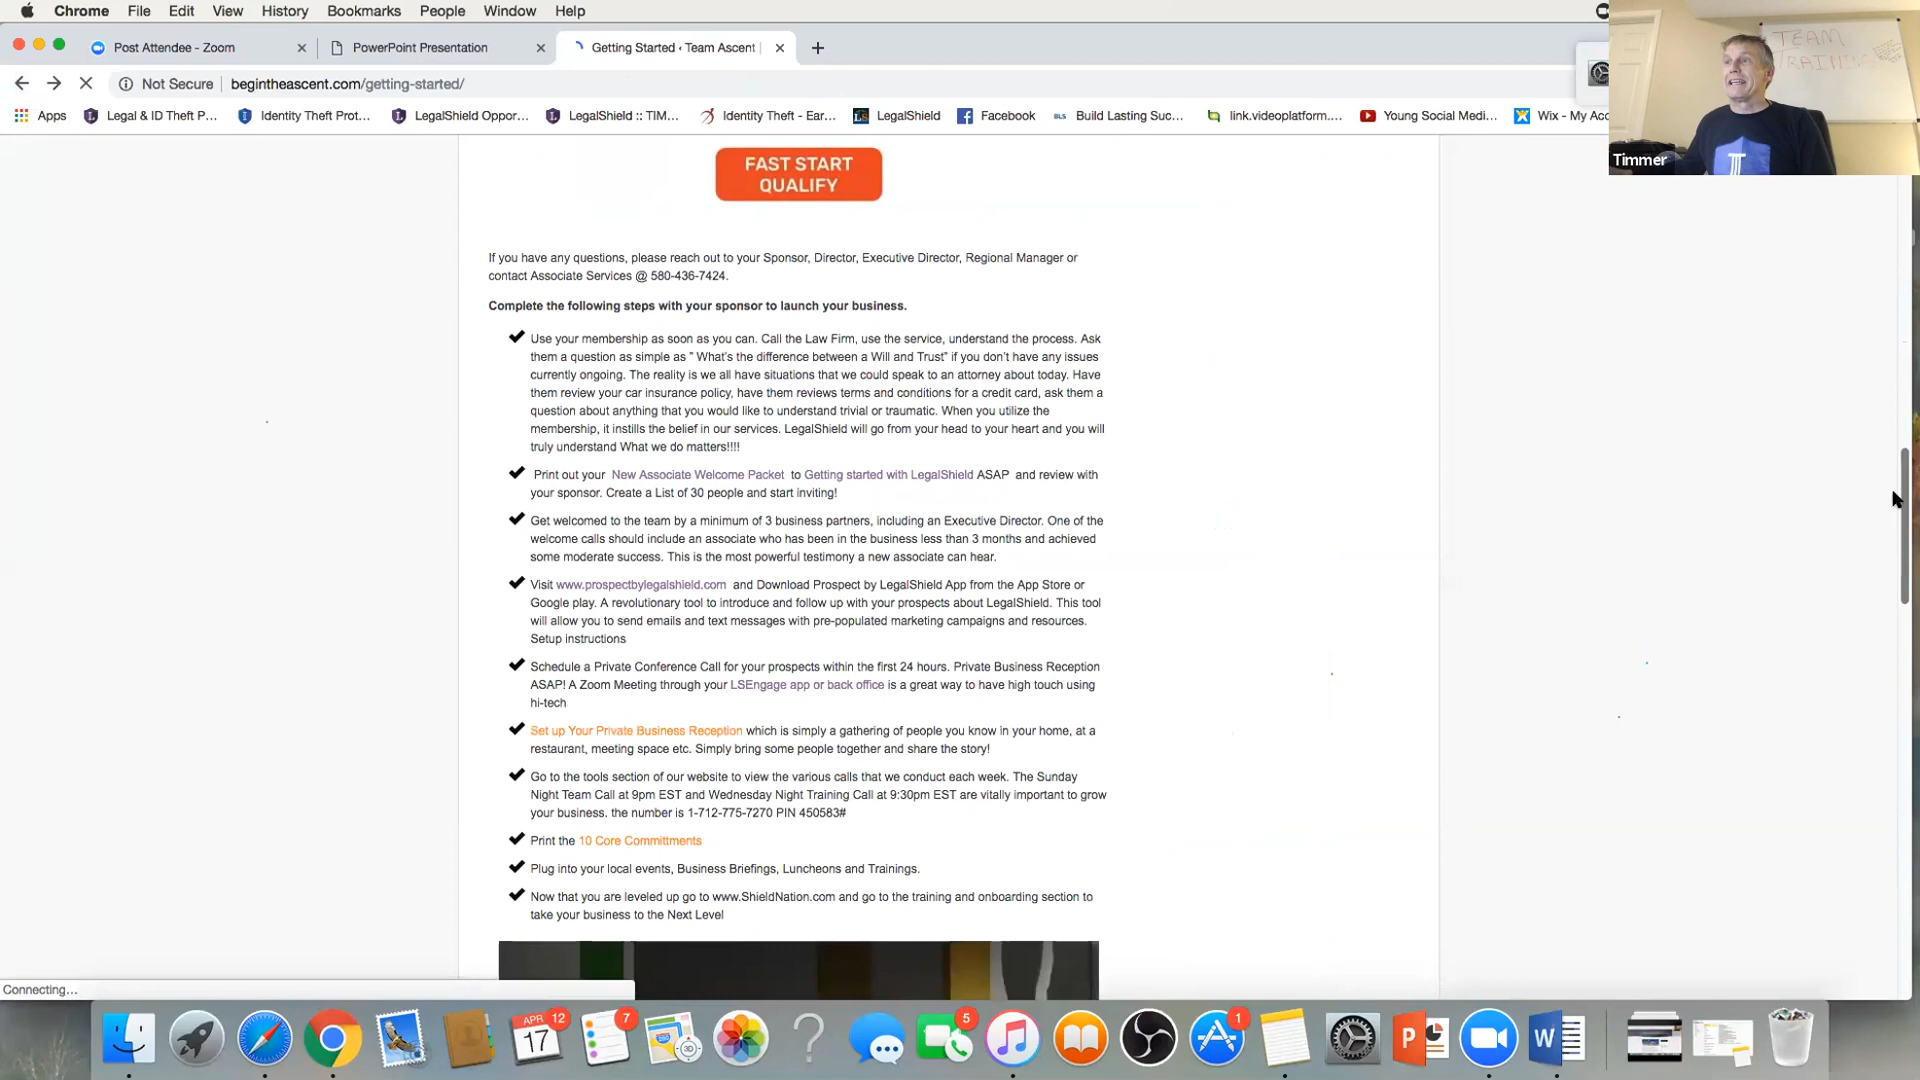 Chrome File Edit View History Bookmarks People Window Help
Post Attendee - Zoom
PowerPoint Presentation
Getting Started ‹ Team Ascent
Not Secure begintheascent.com/getting-started/
Apps
Legal & ID Theft P...
Identity Theft Prot...
LegalShield Oppor...
LegalShield :: TIM...
Identity Theft - Ear...
LegalShield
Facebook
BLS Build Lasting Suc...
link.videoplatform....
Young Social Medi...
Wix - My Acc
TEAM
TRAINING
Timmer
FAST START
QUALIFY
If you have any questions, please reach out to your Sponsor, Director, Executive Director, Regional Manager or
contact Associate Services @ 580-436-7424.
Complete the following steps with your sponsor to launch your business.
Use your membership as soon as you can. Call the Law Firm, use the service, understand the process. Ask
them a question as simple as " What's the difference between a Will and Trust" if you don't have any issues
currently ongoing. The reality is we all have situations that we could speak to an attorney about today. Have
them review your car insurance policy, have them reviews terms and conditions for a credit card, ask them a
question about anything that you would like to understand trivial or traumatic. When you utilize the
membership, it instills the belief in our services. LegalShield will go from your head to your heart and you will
truly understand What we do matters!!!!
Print out your New Associate Welcome Packet to Getting started with LegalShield ASAP and review with
your sponsor. Create a List of 30 people and start inviting!
Get welcomed to the team by a minimum of 3 business partners, including an Executive Director. One of the
welcome calls should include an associate who has been in the business less than 3 months and achieved
some moderate success. This is the most powerful testimony a new associate can hear.
Visit www.prospectbylegalshield.com and Download Prospect by LegalShield App from the App Store or
Google play. A revolutionary tool to introduce and follow up with your prospects about LegalShield. This tool
will allow you to send emails and text messages with pre-populated marketing campaigns and resources.
Setup instructions
Schedule a Private Conference Call for your prospects within the first 24 hours. Private Business Reception
ASAP! A Zoom Meeting through your LSEngage app or back office is a great way to have high touch using
hi-tech
Set up Your Private Business Reception which is simply a gathering of people you know in your home, at a
restaurant, meeting space etc. Simply bring some people together and share the story!
Go to the tools section of our website to view the various calls that we conduct each week. The Sunday
Night Team Call at 9pm EST and Wednesday Night Training Call at 9:30pm EST are vitally important to grow
your business. the number is 1-712-775-7270 PIN 450583#
Print the 10 Core Committments
Plug into your local events, Business Briefings, Luncheons and Trainings.
Now that you are leveled up go to www.ShieldNation.com and go to the training and onboarding section to
take your business to the Next Level
Connecting...
APR
17
12
7
5
1